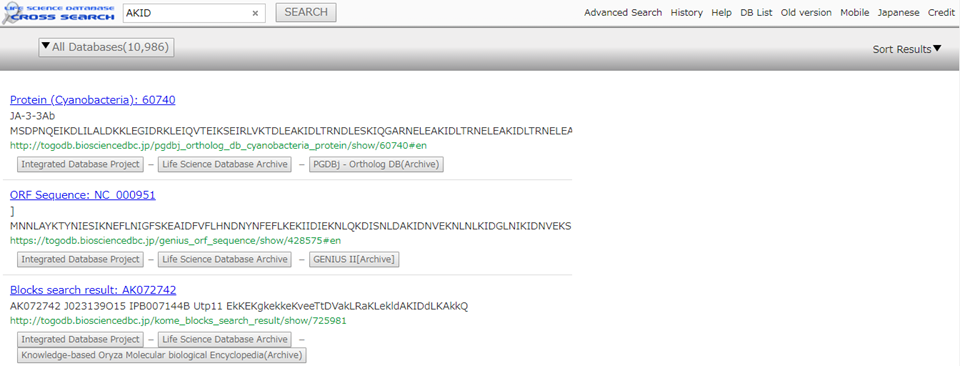 LIFE SCIENCE DATABASE
CROSS SEARCH
AKID
×
SEARCH
Advanced Search History Help DB List Old version Mobile Japanese Credit
▼All Databases(10,986)
Sort Results▼
Protein (Cyanobacteria): 60740
JA-3-3Ab
MSDPNQEIKDLILALDKKLEGIDRKLEIQVTEIKSEIRLVKTDLEAKIDLTRNDLESKIQGARNELEAKIDLTRNELEAKIDLTRNELEA
http://togodb.biosciencedbc.jp/pgdbj_ortholog_db_cyanobacteria_protein/show/60740#en
Integrated Database Project – Life Science Database Archive – PGDBj - Ortholog DB(Archive)
ORF Sequence: NC_000951
]
MNNLAYKTYNIESIKNEFLNIGFSKEAIDFVFLHNDNYNFEFLKEKIIDIEKNLQKDISNLDAKIDNVEKNLNLKIDGLNIKIDNVEKS
https://togodb.biosciencedbc.jp/genius_orf_sequence/show/428575#en
Integrated Database Project – Life Science Database Archive – GENIUS II[Archive]
Blocks search result: AK072742
AK072742 J023139O15 IPB007144B Utp11 EkKEKgkekkeKveeTtDVakLRaKLekldAKIDdLKAkkQ
http://togodb.biosciencedbc.jp/kome_blocks_search_result/show/725981
Integrated Database Project – Life Science Database Archive –
Knowledge-based Oryza Molecular biological Encyclopedia(Archive)